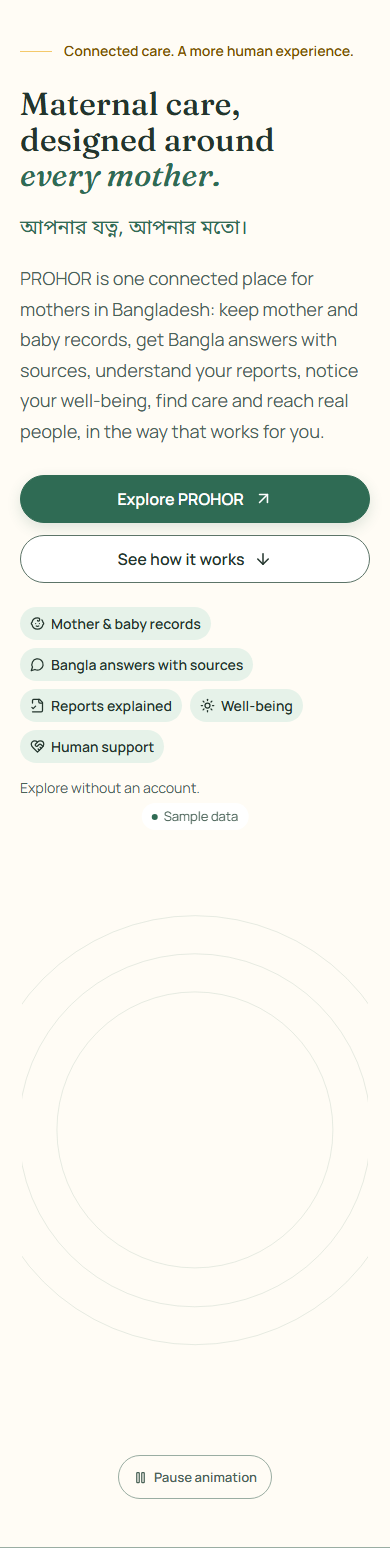 Connected care. A more human experience.
Maternal care,
designed around
every mother.
আপনার যত্ন, আপনার মতো।
PROHOR is one connected place for
mothers in Bangladesh: keep mother and
baby records, get Bangla answers with
sources, understand your reports, notice
your well-being, find care and reach real
people, in the way that works for you.
Explore PROHOR
See how it works
Mother & baby records
Bangla answers with sources
Reports explained Well-being
Human support
Explore without an account.
Sample data
Pause animation